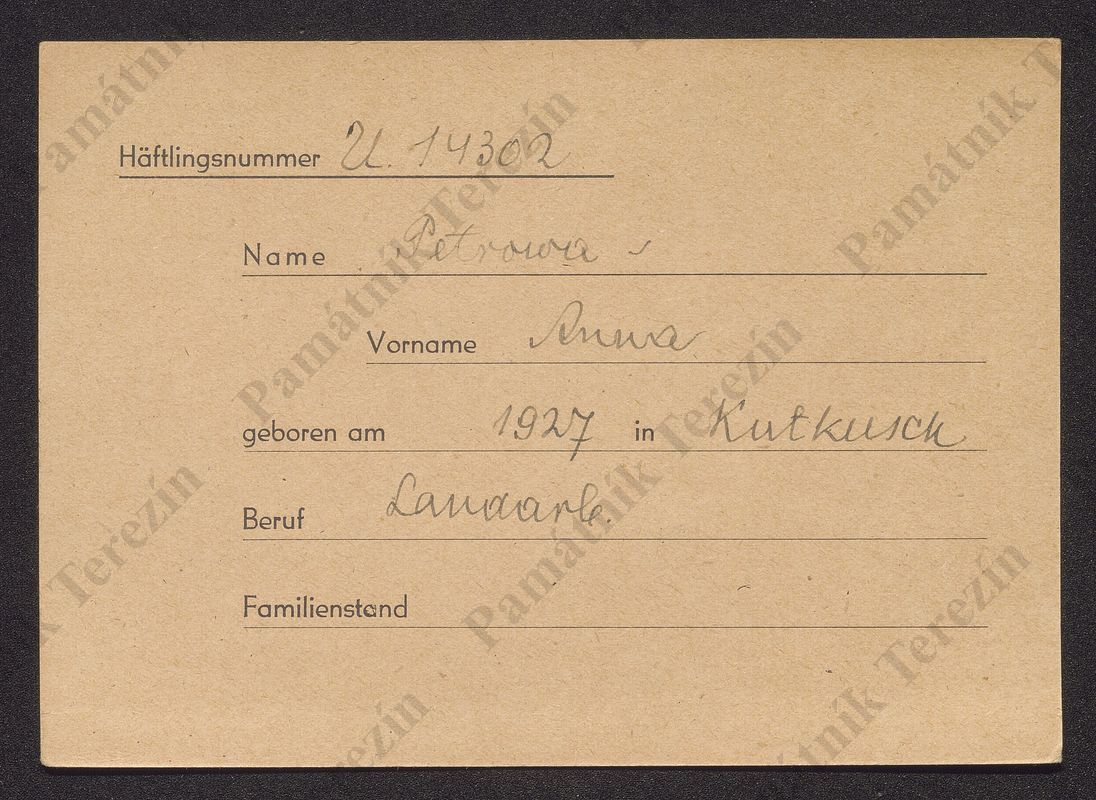 Häftlingsnummer U. 14302
Name Petrowa
Vorname Anna
geboren am 1927 in Kutkusch
Beruf Landarb.
Familienstand
Památník Terezín